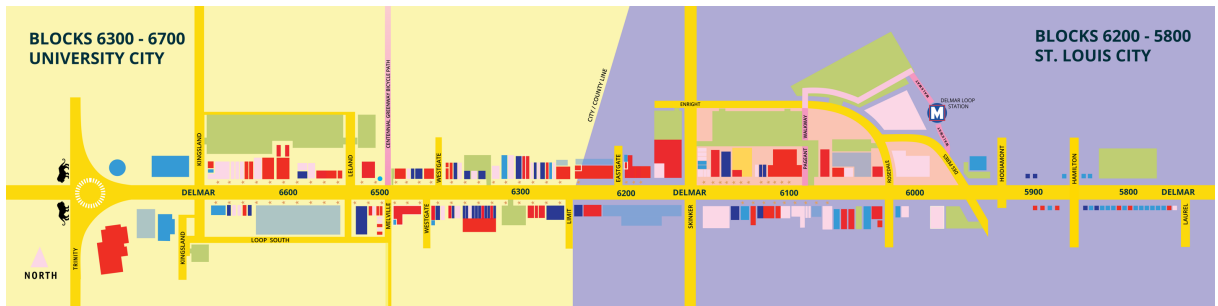 BLOCKS 6300 - 6700
UNIVERSITY CITY
BLOCKS 6200 - 5800
ST. LOUIS CITY
CITY / COUNTY LINE
CENTENNIAL GREENWAY BICYCLE PATH
KINGSLAND
LELAND
WESTGATE
EASTGATE
ENRIGHT
PAGEANT WALKWAY
ROSEDALE
DELMAR LOOP
STATION
M
HODIAMONT
HAMILTON
DELMAR
6600
6500
6300
6200
DELMAR
6100
6000
5900
5800
DELMAR
TRINITY
KINGSLAND
LOOP SOUTH
MELVILLE
WESTGATE
LIMIT
SKINKER
LAUREL
NORTH